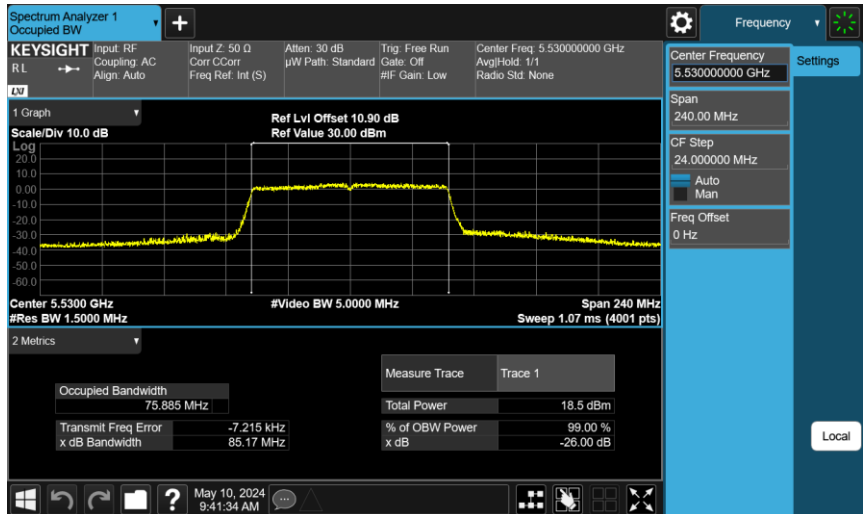 Spectrum Analyzer 1
Occupied BW
Frequency
KEYSIGHT
RL
LXI
Input: RF
Coupling: AC
Align: Auto
Input Z: 50 Ω
Corr CCorr
Freq Ref: Int (S)
Atten: 30 dB
µW Path: Standard
Trig: Free Run
Gate: Off
#IF Gain: Low
Center Freq: 5.530000000 GHz
Avg|Hold: 1/1
Radio Std: None
Center Frequency
5.530000000 GHz
Settings
Span
240.00 MHz
CF Step
24.000000 MHz
Auto
Man
Freq Offset
0 Hz
Local
1 Graph
Scale/Div 10.0 dB
Ref Lvl Offset 10.90 dB
Ref Value 30.00 dBm
Log
20.0
10.0
0.00
-10.0
-20.0
-30.0
-40.0
-50.0
-60.0
Center 5.5300 GHz
#Res BW 1.5000 MHz
#Video BW 5.0000 MHz
Span 240 MHz
Sweep 1.07 ms (4001 pts)
2 Metrics
Measure Trace Trace 1
Occupied Bandwidth
75.885 MHz
Total Power 18.5 dBm
Transmit Freq Error -7.215 kHz
% of OBW Power 99.00 %
x dB Bandwidth 85.17 MHz
x dB -26.00 dB
?
May 10, 2024
9:41:34 AM